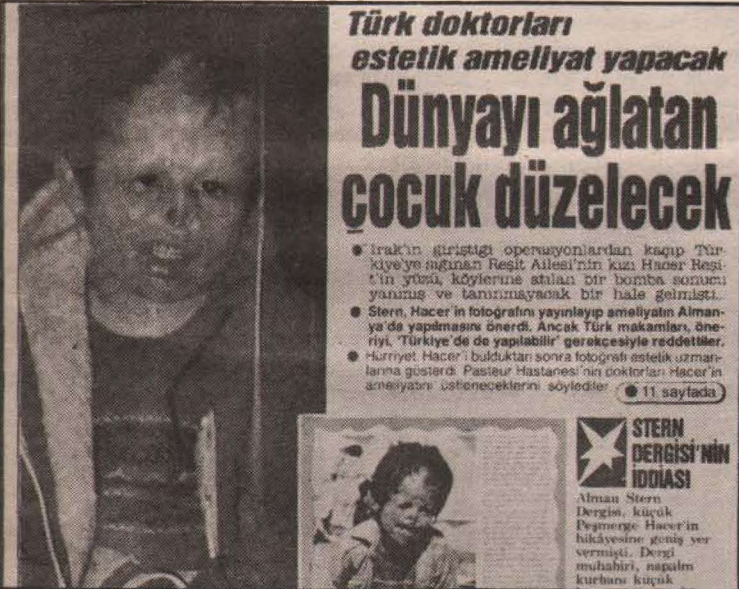 Türk doktorları
estetik ameliyat yapacak
Dünyayı ağlatan
çocuk düzelecek
● Irak'ın giriştiği operasyonlardan kaçıp Tür-
kiye'ye sığınan Reşit Ailesi'nin kızı Hacer Reşi-
t'in yüzü, köylerine atılan bir bomba sonucu
yanmış ve tanınmayacak bir hale gelmişti..
● Stern, Hacer'in fotoğrafını yayınlayıp ameliyatın Alman-
ya'da yapılmasını önerdi. Ancak Türk makamları, öne-
riyi, 'Türkiye'de de yapılabilir' gerekçesiyle reddettiler.
● Hürriyet, Hacer'i bulduktan sonra fotoğrafı estetik uzman-
larına gösterdi. Pasteur Hastanesi'nin doktorları Hacer'in
ameliyatını üstleneceklerini söylediler.
● 11. sayfada
STERN
DERGİSİ'NİN
İDDİASI
Alman Stern
Dergisi, küçük
Peşmerge Hacer'in
hikâyesine geniş yer
vermişti. Dergi
muhabiri, napalm
kurbanı küçük